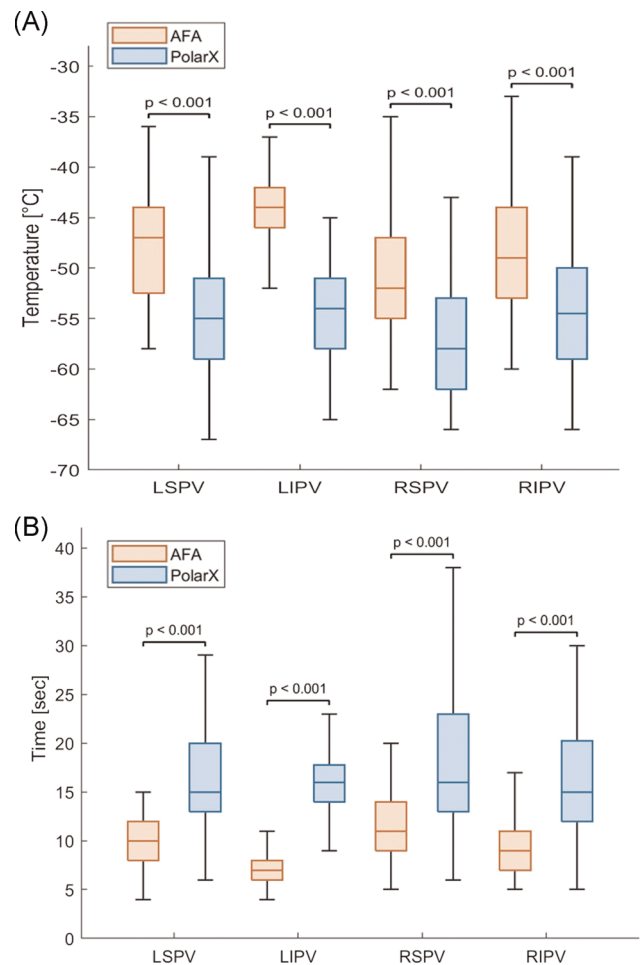 (A)
AFA
PolarX
-30
-35
-40
-45
-50
-55
-60
-65
-70
Temperature [°C]
p < 0.001
p < 0.001
p < 0.001
p < 0.001
LSPV
LIPV
RSPV
RIPV
(B)
AFA
PolarX
40
35
30
25
20
15
10
5
0
Time [sec]
p < 0.001
p < 0.001
p < 0.001
p < 0.001
LSPV
LIPV
RSPV
RIPV